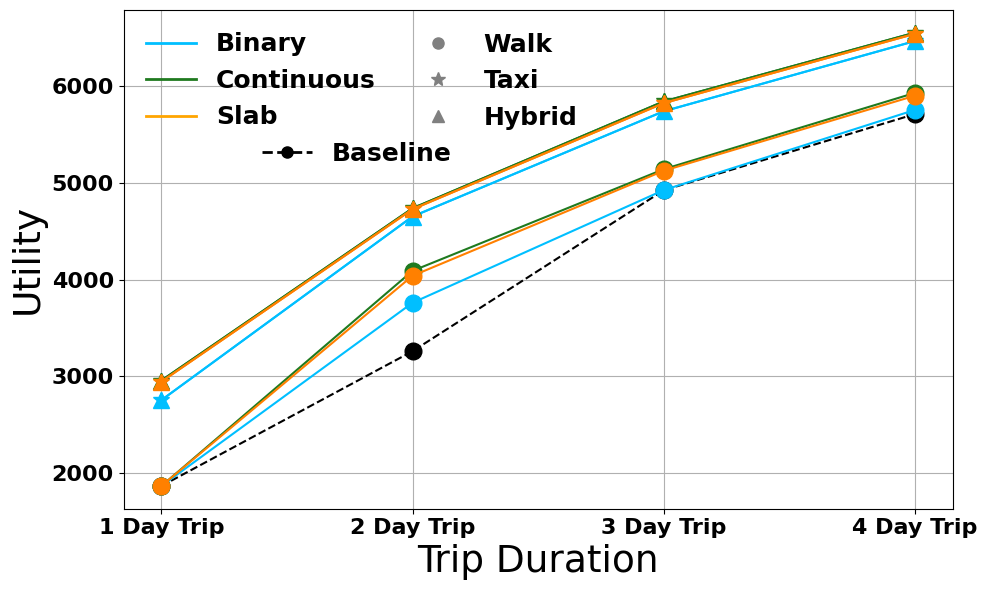 Binary
Continuous
Slab
Walk
Taxi
Hybrid
Baseline
Utility
6000
5000
4000
3000
2000
1 Day Trip
2 Day Trip
3 Day Trip
4 Day Trip
Trip Duration